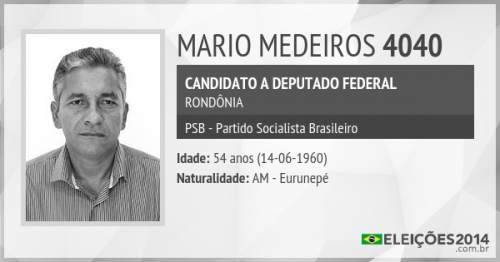 MARIO MEDEIROS 4040
CANDIDATO A DEPUTADO FEDERAL
RONDÔNIA
PSB - Partido Socialista Brasileiro
Idade: 54 anos (14-06-1960)
Naturalidade: AM - Eurunepé
ELEIÇÕES2014
.com.br